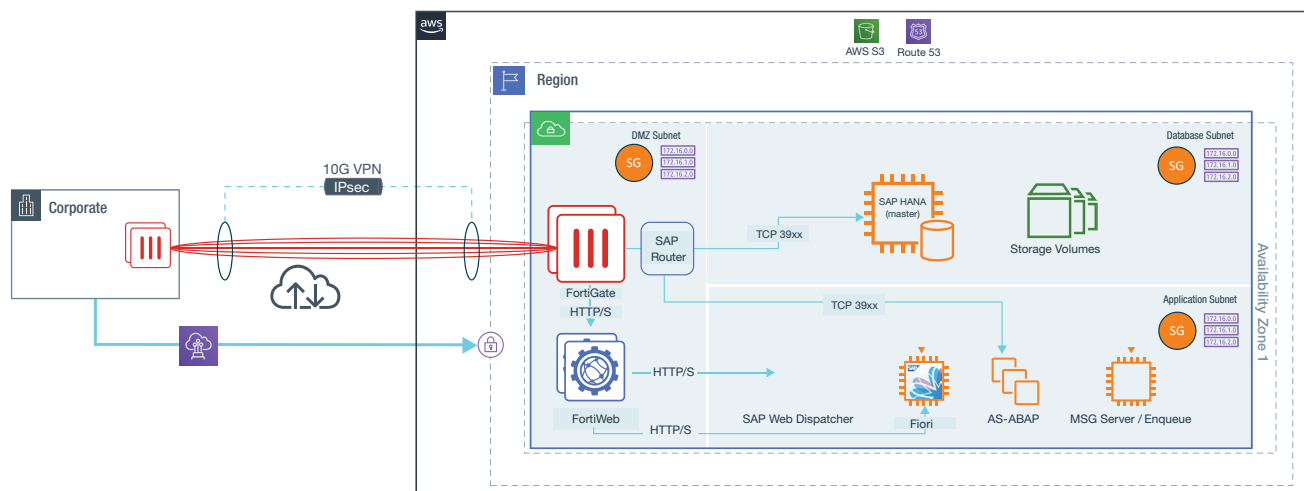 aws
AWS S3
53
Route 53
Region
DMZ Subnet
SG
172.16.0.0
172.16.1.0
172.16.2.0
Database Subnet
SG
172.16.0.0
172.16.1.0
172.16.2.0
10G VPN
IPsec
Corporate
SAP HANA
(master)
TCP 39xx
SAP
Router
Storage Volumes
FortiGate
HTTP/S
TCP 39xx
Application Subnet
SG
172.16.0.0
172.16.1.0
172.16.2.0
Availability Zone 1
HTTP/S
SAP
FortiWeb
SAP Web Dispatcher
Fiori
AS-ABAP
MSG Server / Enqueue
HTTP/S